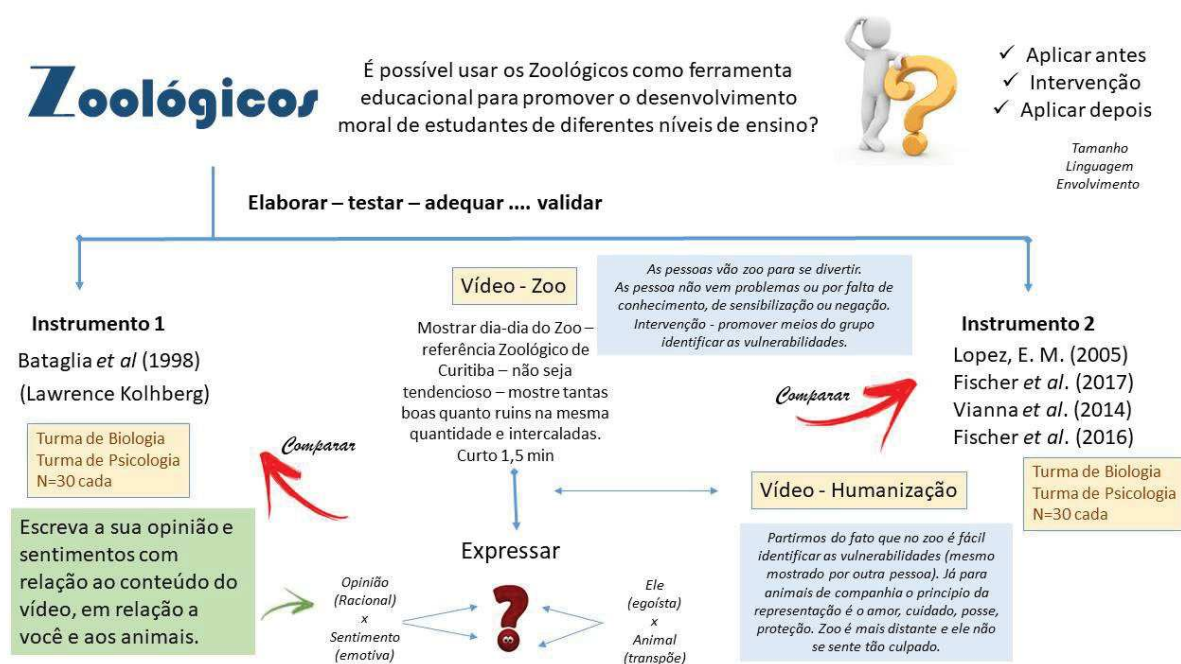 Zoológicos
É possível usar os Zoológicos como ferramenta
educacional para promover o desenvolvimento
moral de estudantes de diferentes níveis de ensino?
✓ Aplicar antes
✓ Intervenção
✓ Aplicar depois
Tamanho
Linguagem
Envolvimento
Elaborar – testar – adequar .... validar
Instrumento 1
Bataglia et al (1998)
(Lawrence Kolhberg)
Turma de Biologia
Turma de Psicologia
N=30 cada
Comparar
Escreva a sua opinião e
sentimentos com
relação ao conteúdo do
vídeo, em relação a
você e aos animais.
Vídeo - Zoo
Mostrar dia-dia do Zoo –
referência Zoológico de
Curitiba – não seja
tendencioso – mostre tantas
boas quanto ruins na mesma
quantidade e intercaladas.
Curto 1,5 min
As pessoas vão zoo para se divertir.
As pessoa não vem problemas ou por falta de
conhecimento, de sensibilização ou negação.
Intervenção - promover meios do grupo
identificar as vulnerabilidades.
Expressar
Opinião
(Racional)
x
Sentimento
(emotiva)
?
Ele
(egoísta)
x
Animal
(transpõe)
Comparar
Instrumento 2
Lopez, E. M. (2005)
Fischer et al. (2017)
Vianna et al. (2014)
Fischer et al. (2016)
Turma de Biologia
Turma de Psicologia
N=30 cada
Vídeo - Humanização
Partirmos do fato que no zoo é fácil
identificar as vulnerabilidades (mesmo
mostrado por outra pessoa). Já para
animais de companhia o principio da
representação é o amor, cuidado, posse,
proteção. Zoo é mais distante e ele não
se sente tão culpado.